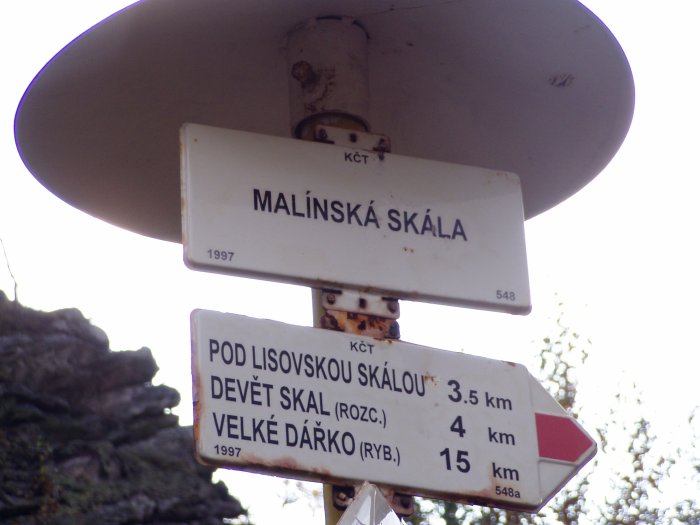 KČT
MALÍNSKÁ SKÁLA
1997 548
KČT
POD LISOVSKOU SKÁLOU 3.5 km
DEVĚT SKAL (ROZC.) 4 km
VELKÉ DÁŘKO (RYB.) 15 km
1997 548a